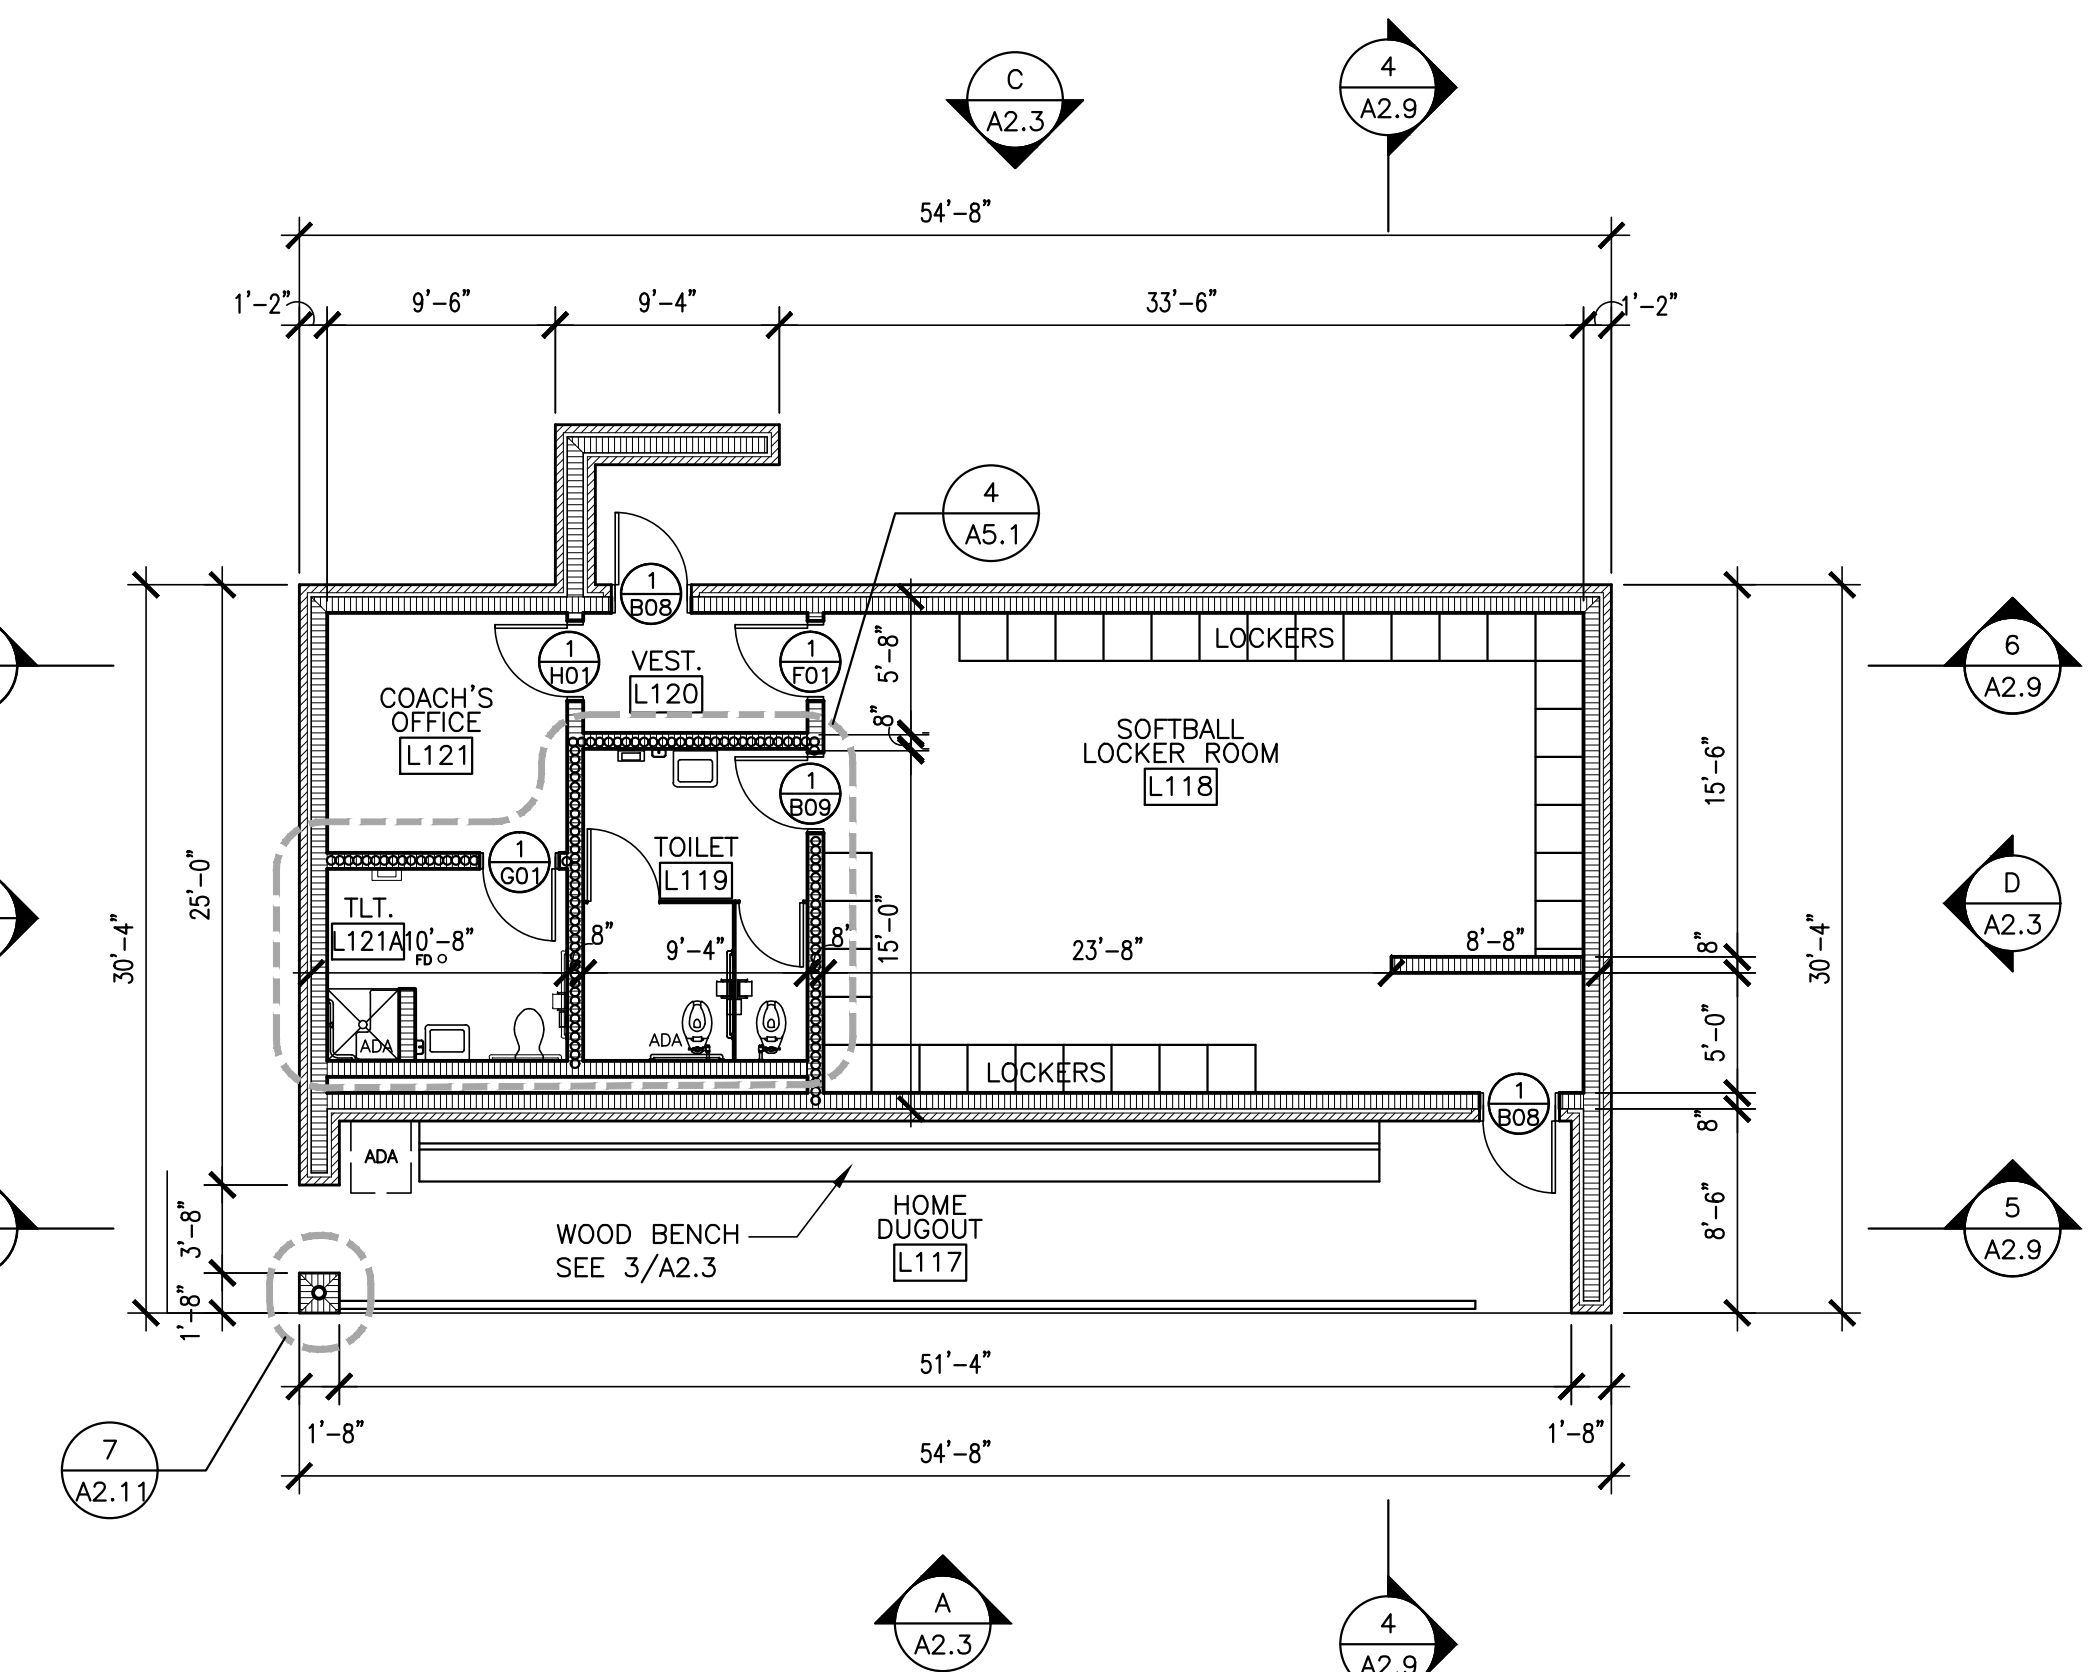 C
A2.3
4
A2.9
54'-8"
1'-2"
9'-6"
9'-4"
33'-6"
1'-2"
4
A5.1
1
B08
1
H01
VEST.
L120
1
F01
5'-8"
8"
LOCKERS
6
A2.9
COACH'S
OFFICE
L121
SOFTBALL
LOCKER ROOM
L118
15'-6"
1
B09
TOILET
L119
1
G01
25'-0"
30'-4"
TLT.
L121A
10'-8"
FD
8"
9'-4"
8'
15'-0"
23'-8"
8'-8"
8"
30'-4"
D
A2.3
ADA
ADA
LOCKERS
5'-0"
1
B08
8"
ADA
WOOD BENCH
SEE 3/A2.3
HOME
DUGOUT
L117
8'-6"
5
A2.9
3'-8"
1'-8"
51'-4"
1'-8"
1'-8"
54'-8"
7
A2.11
A
A2.3
4
A2.9